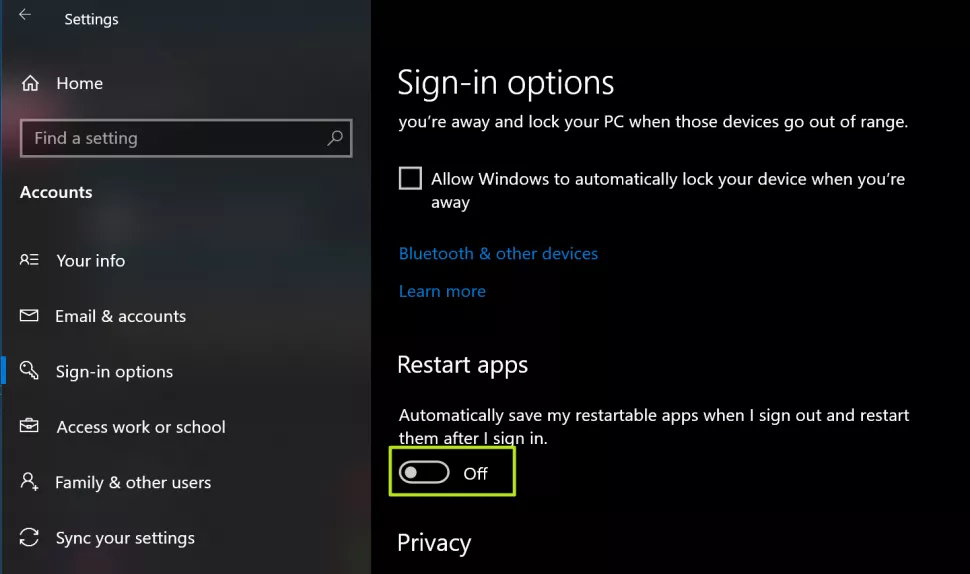 Settings
Home
Find a setting
Accounts
Your info
Email & accounts
Sign-in options
Access work or school
Family & other users
Sync your settings
Sign-in options
you're away and lock your PC when those devices go out of range.
Allow Windows to automatically lock your device when you're
away
Bluetooth & other devices
Learn more
Restart apps
Automatically save my restartable apps when I sign out and restart
them after I sign in.
Off
Privacy